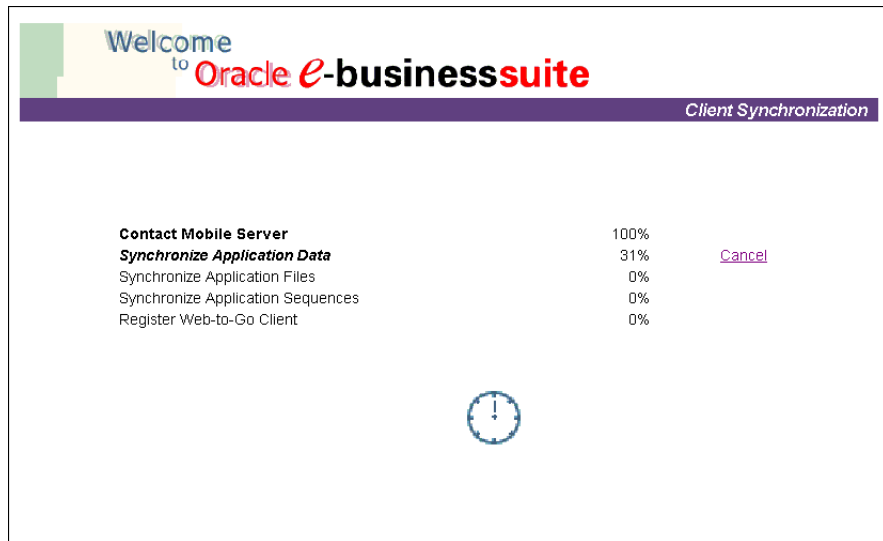 Welcome
to Oracle e-businesssuite
Client Synchronization
Contact Mobile Server 100%
Synchronize Application Data 31% Cancel
Synchronize Application Files 0%
Synchronize Application Sequences 0%
Register Web-to-Go Client 0%